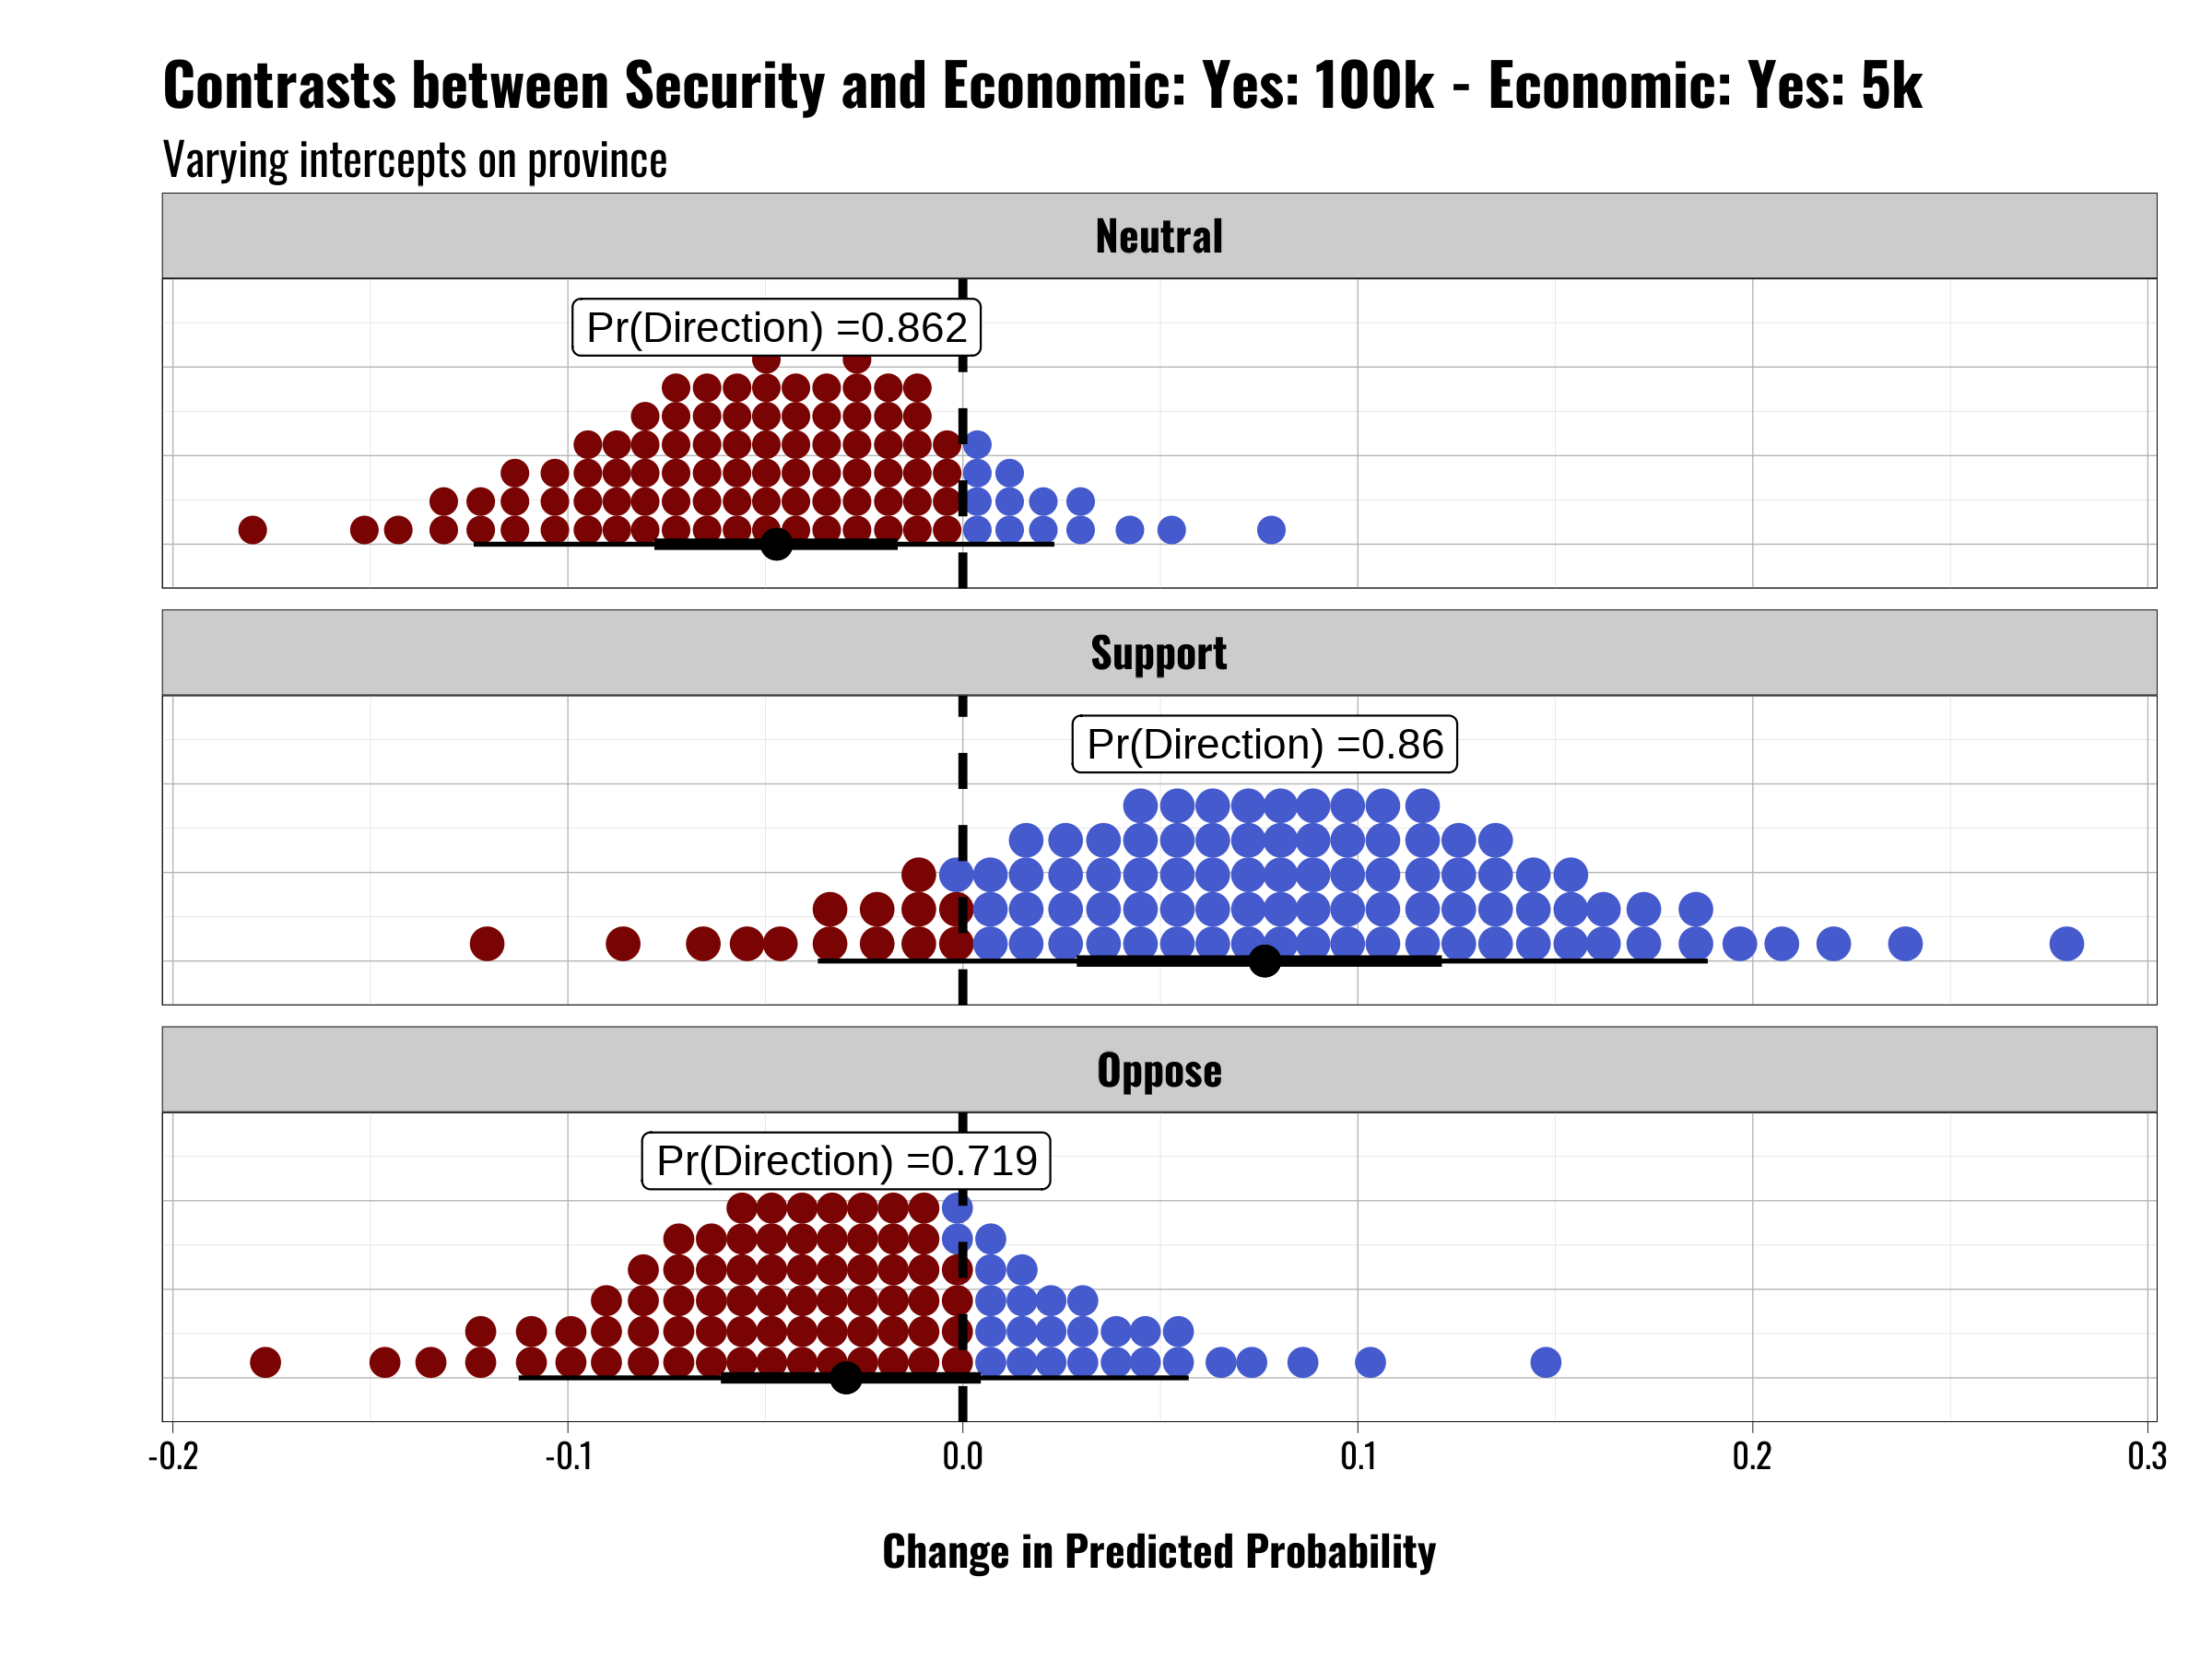 Contrasts between Security and Economic: Yes: 100k - Economic: Yes: 5k
Varying intercepts on province
Neutral
Pr(Direction) =0.862
Support
Pr(Direction) =0.86
Oppose
Pr(Direction) =0.719
-0.2 -0.1 0.0 0.1 0.2 0.3
Change in Predicted Probability